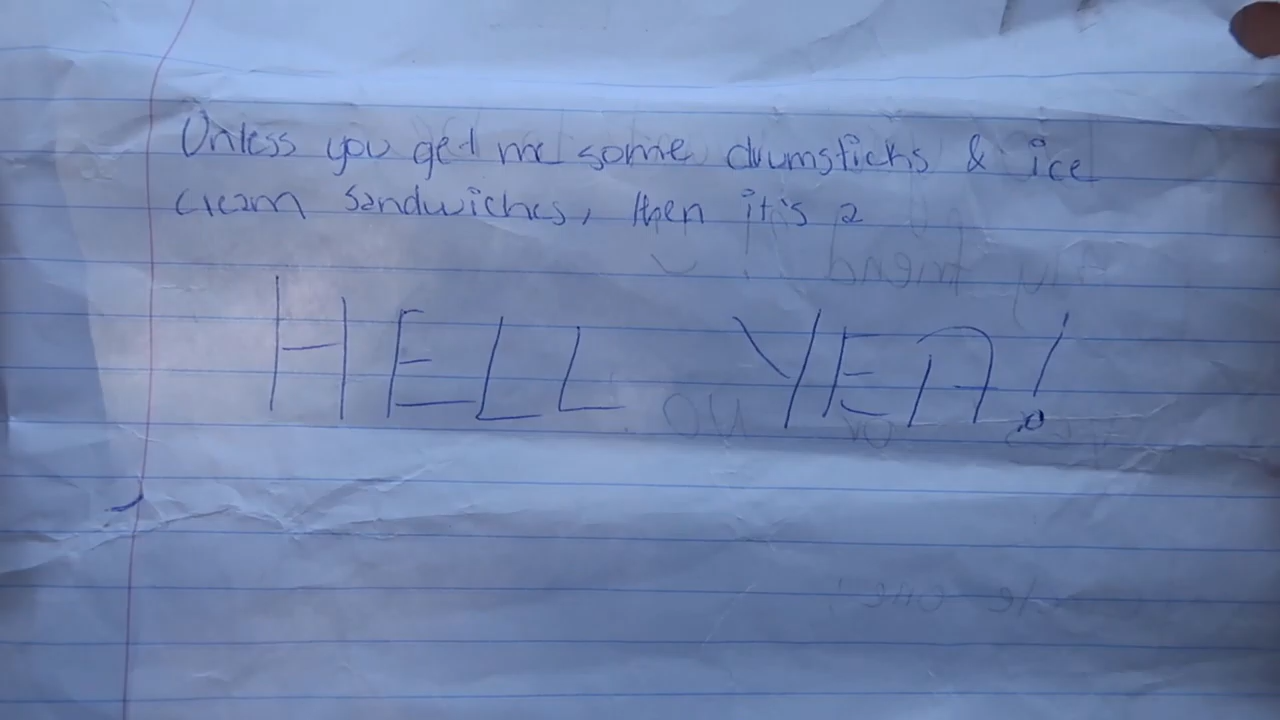 Unless you get me some drumsticks & ice
cream sandwiches, then it's a
HELL YEA!